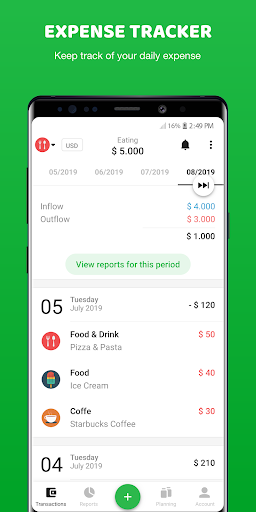 EXPENSE TRACKER
Keep track of your daily expense
16% 2:49 PM
USD
Eating
$ 5.000
05/2019 06/2019 07/2019 08/2019
Inflow $ 4.000
Outflow $ 3.000
$ 1.000
View reports for this period
05 Tuesday - $ 120
July 2019
Food & Drink $ 50
Pizza & Pasta
Food $ 40
Ice Cream
Coffe $ 30
Starbucks Coffee
04 Tuesday $ 210
July 2019
Transactions Reports Planning Account